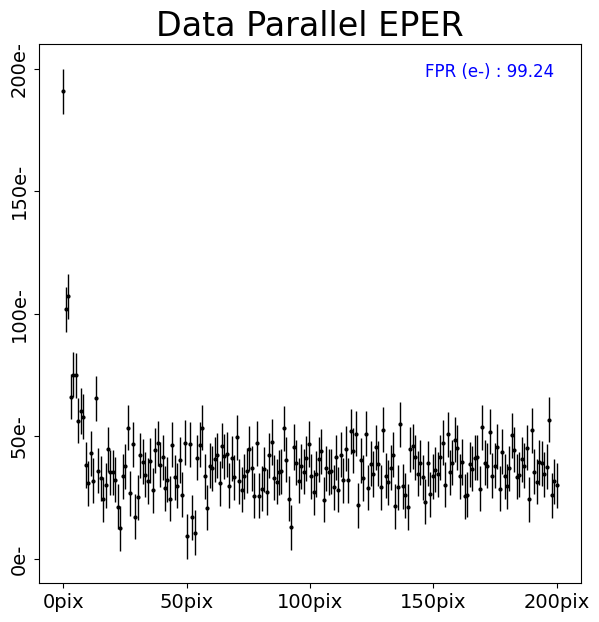 Data Parallel EPER
FPR (e-) : 99.24
200e-
150e-
100e-
50e-
0e-
0pix 50pix 100pix 150pix 200pix